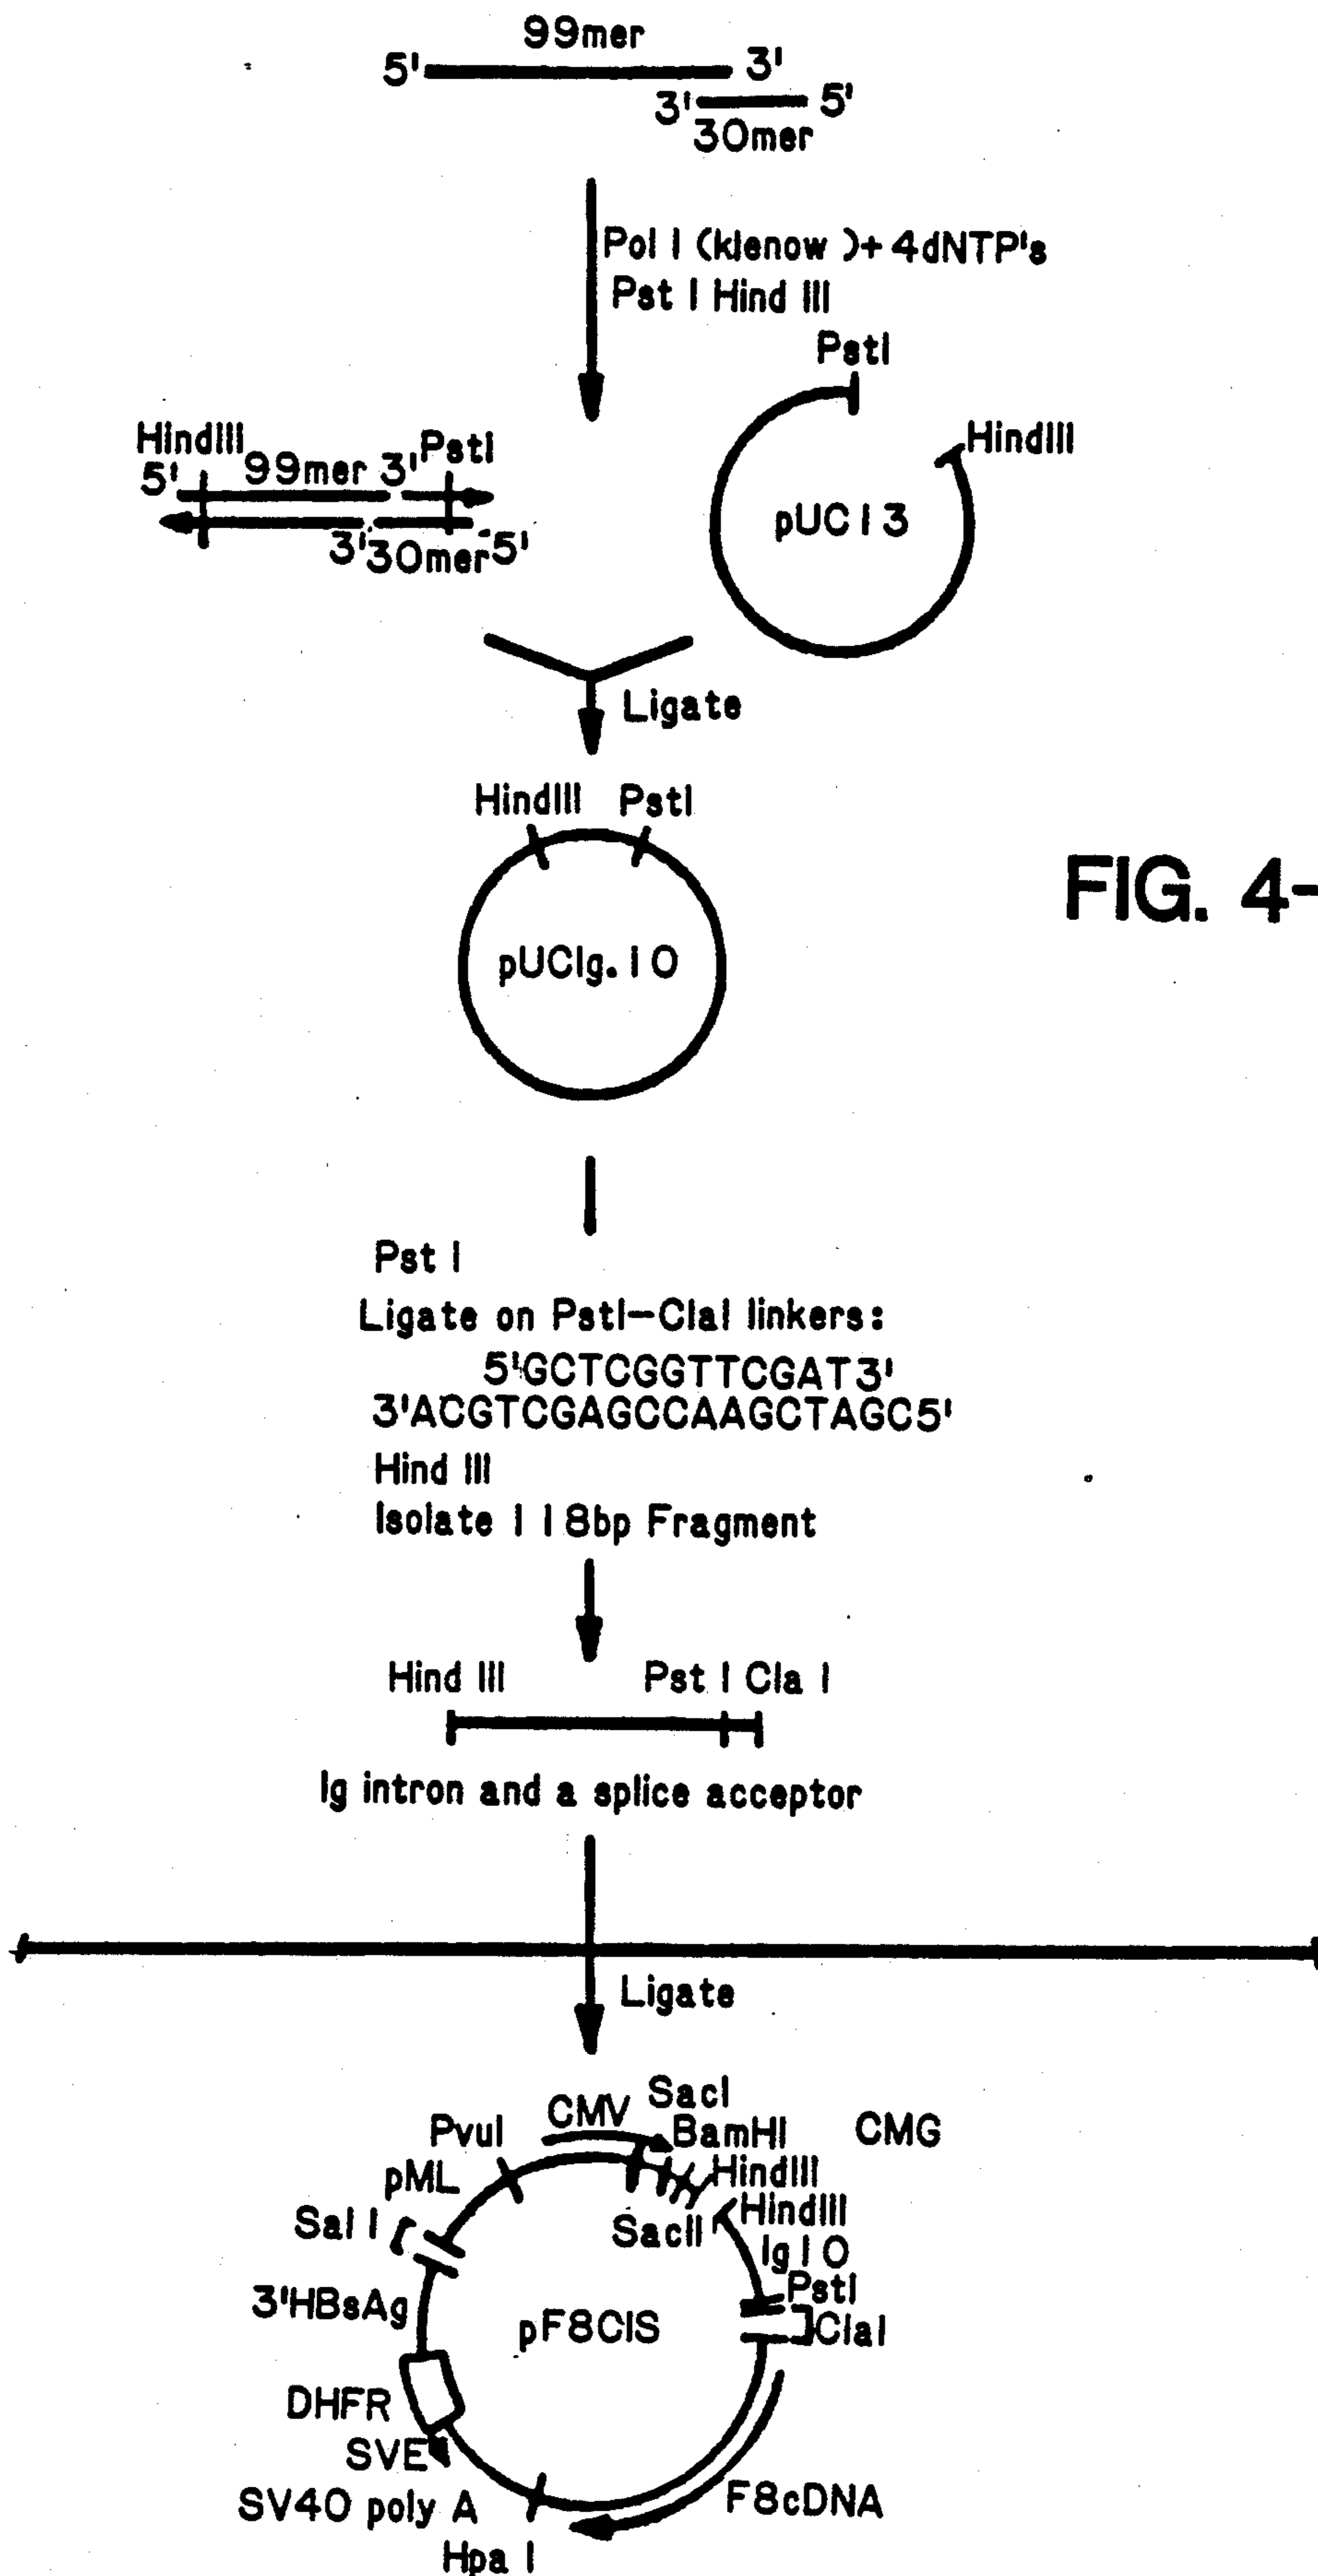 99mer
5' 3'
3' 5'
30mer
Pol I (klenow )+ 4dNTP's
Pst I Hind III
PstI
HindIII
pUC13
HindIII
PstI
5' 99mer 3'
3' 30mer 5'
Ligate
HindIII PstI
pUCIg.10
FIG. 4-
Pst I
Ligate on PstI-ClaI linkers:
5'GCTCGGTTCGAT3'
3'ACGTCGAGCCAAGCTAGC5'
Hind III
Isolate 118bp Fragment
Hind III Pst I Cla I
Ig intron and a splice acceptor
Ligate
CMV
SacI
PvuI
BamHI
CMG
pML
HindIII
Sal I
SacII
HindIII
Ig10
PstI
3'HBsAg
pF8CIS
ClaI
DHFR
SVE
SV40 poly A
F8cDNA
Hpa I